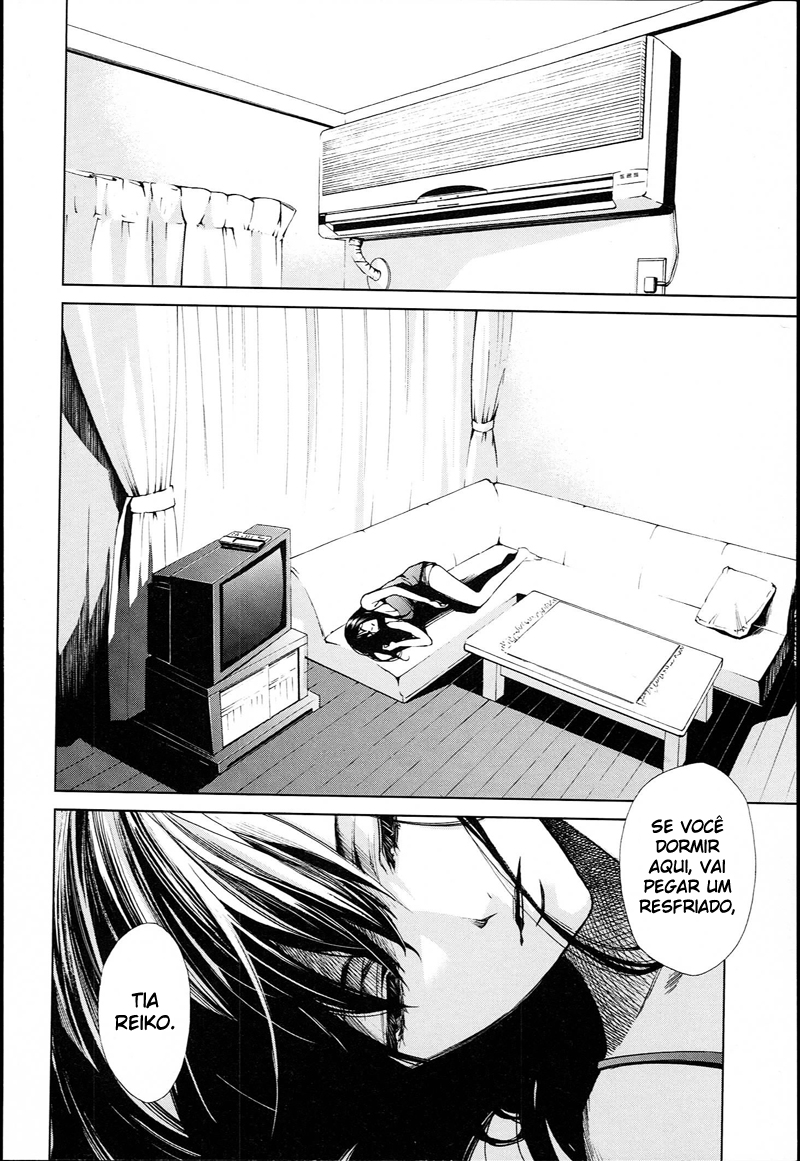 SE VOCÊ
DORMIR
AQUI, VAI
PEGAR UM
RESFRIADO,
TIA
REIKO.